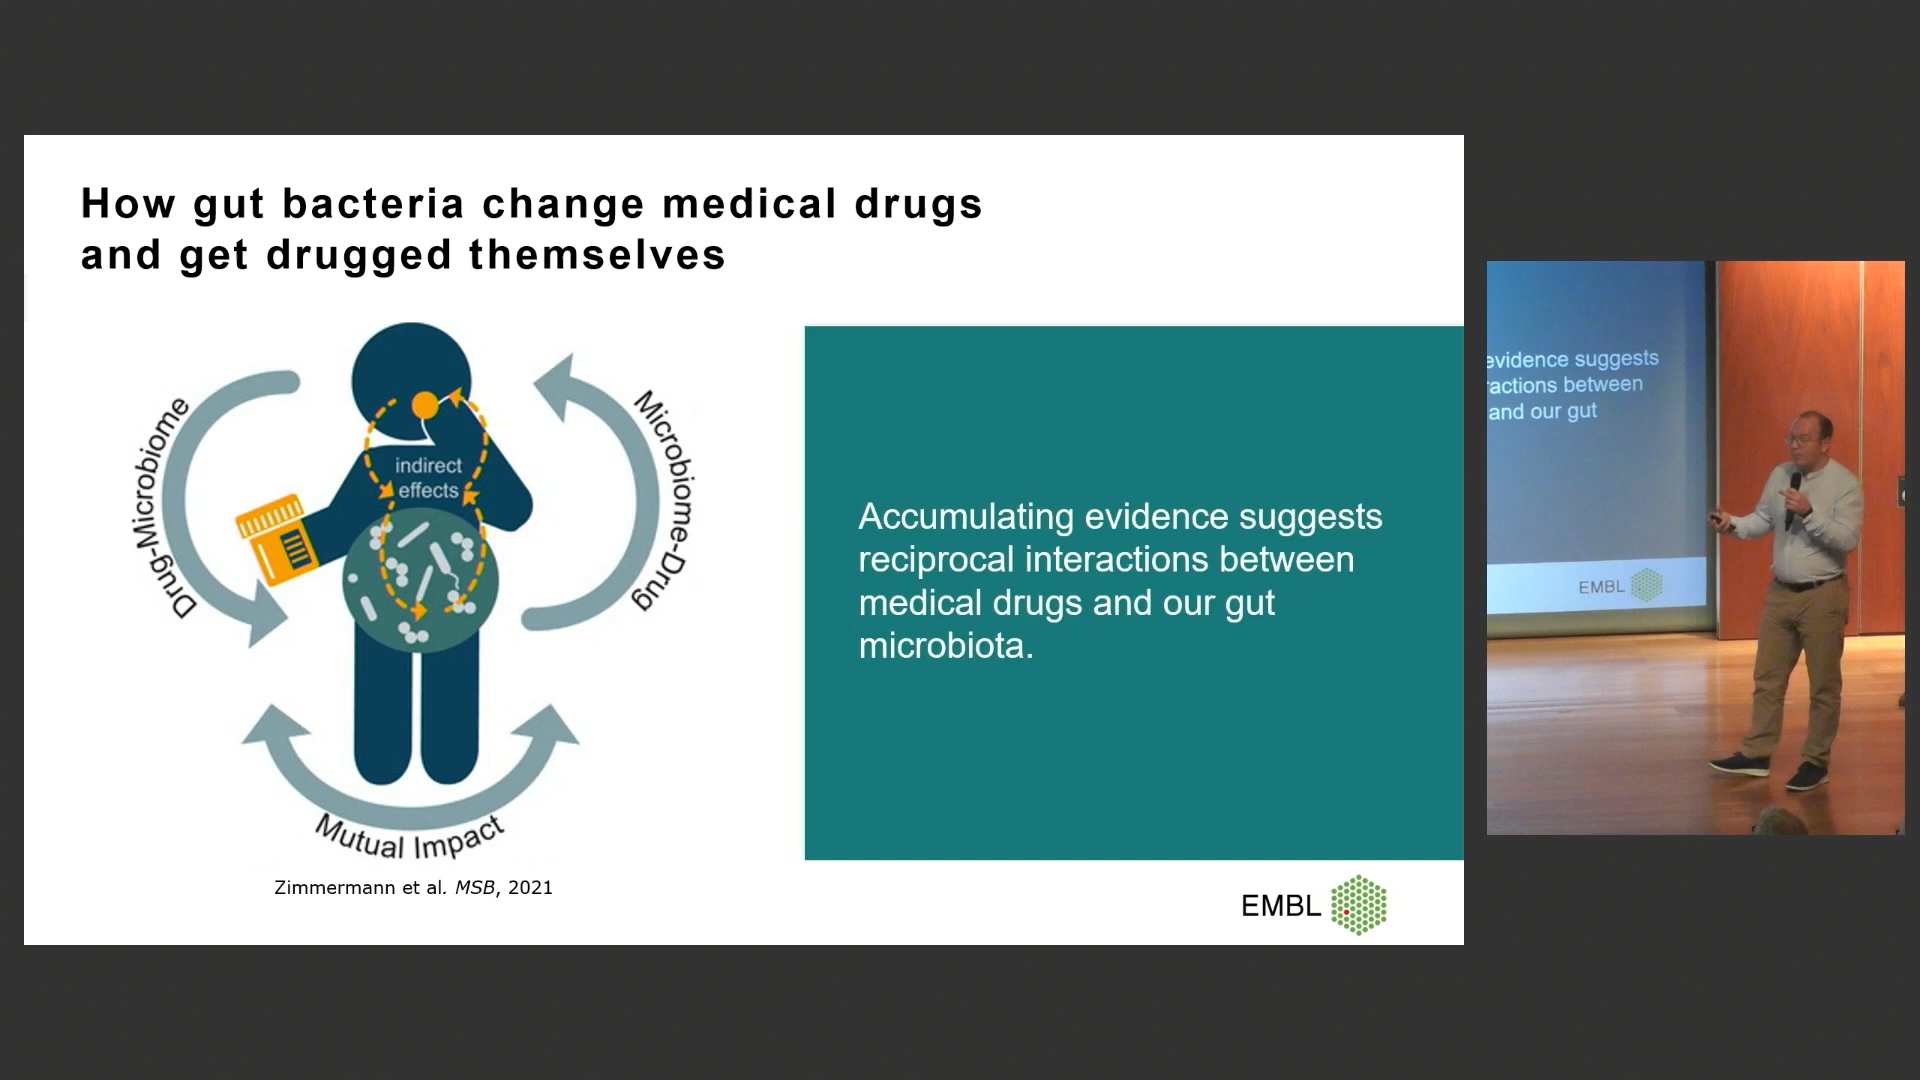 How gut bacteria change medical drugs
and get drugged themselves
Drug-Microbiome
indirect
effects
Microbiome-Drug
Mutual Impact
Zimmermann et al. MSB, 2021
Accumulating evidence suggests
reciprocal interactions between
medical drugs and our gut
microbiota.
EMBL
evidence suggests
ractions between
and our gut
EMBL